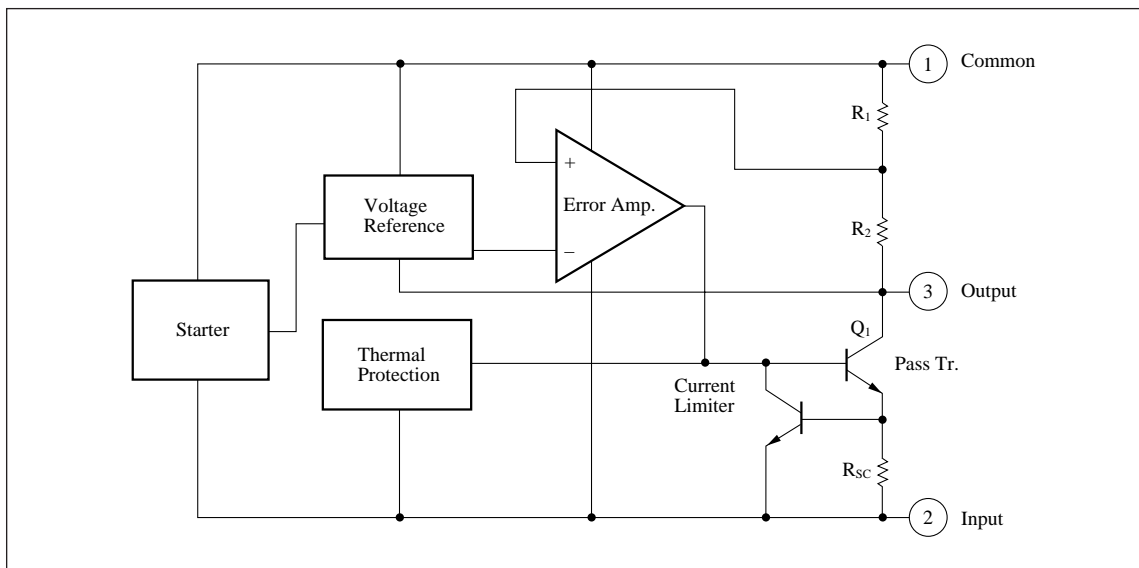 1 Common
R1
+
Voltage
Reference
Error Amp.
R2
−
3 Output
Starter
Q1
Thermal
Protection
Pass Tr.
Current
Limiter
RSC
2 Input